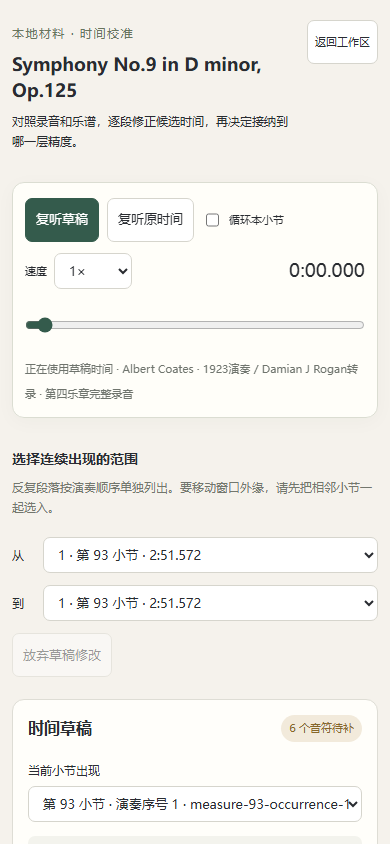 本地材料 · 时间校准
返回工作区
Symphony No.9 in D minor,
Op.125
对照录音和乐谱，逐段修正候选时间，再决定接纳到
哪一层精度。
复听草稿
复听原时间
循环本小节
速度
1×
0:00.000
正在使用草稿时间 · Albert Coates · 1923演奏 / Damian J Rogan转
录 · 第四乐章完整录音
选择连续出现的范围
反复段落按演奏顺序单独列出。要移动窗口外缘，请先把相邻小节一
起选入。
从
1 · 第 93 小节 · 2:51.572
到
1 · 第 93 小节 · 2:51.572
放弃草稿修改
时间草稿
6 个音符待补
当前小节出现
第 93 小节 · 演奏序号 1 · measure-93-occurrence-1